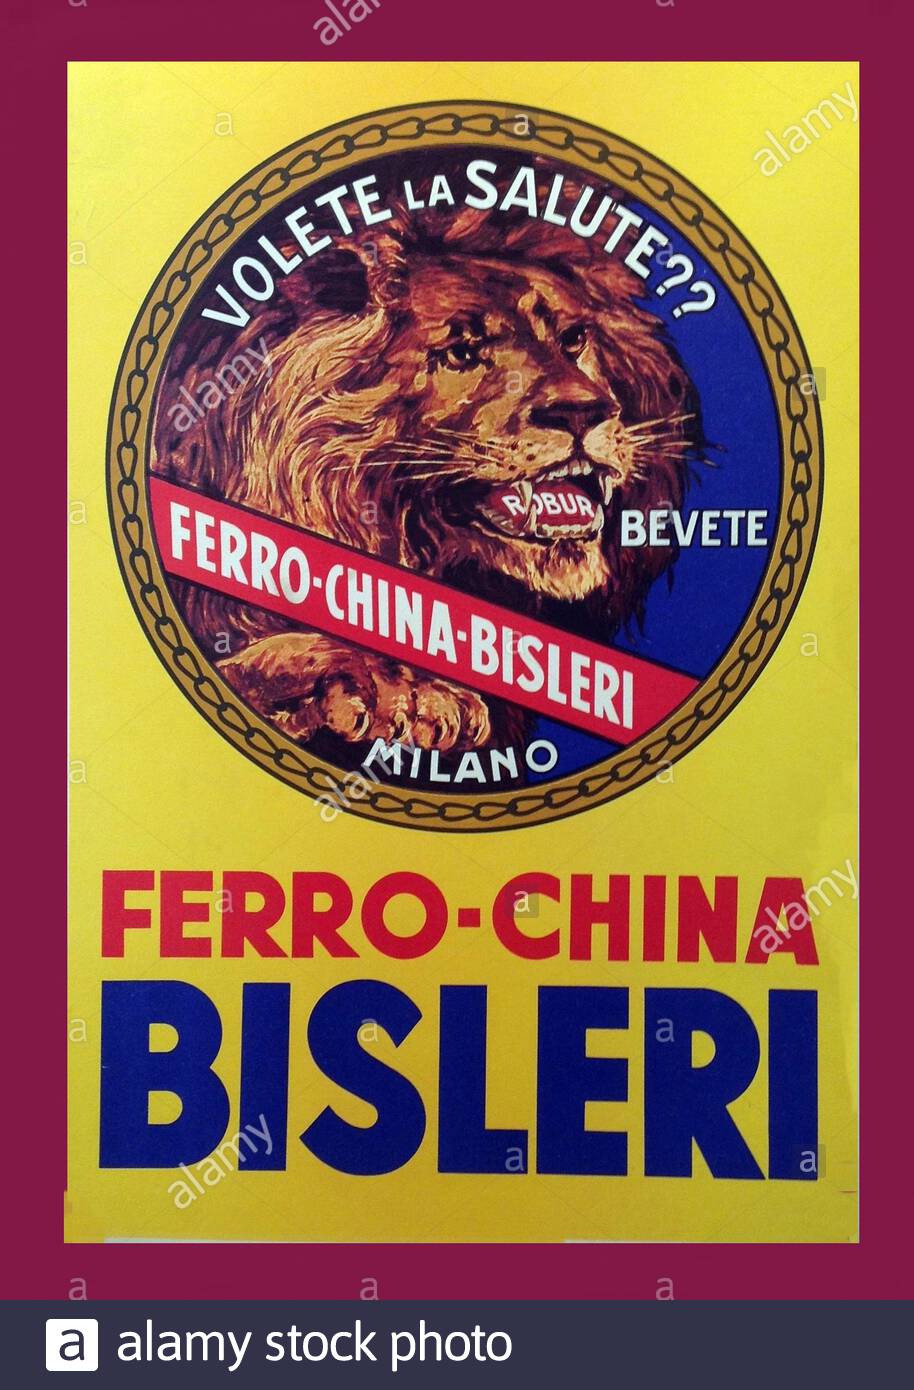 VOLETE LA SALUTE??
ROBUR
BEVETE
FERRO-CHINA-BISLERI
MILANO
FERRO-CHINA
BISLERI
a alamy stock photo